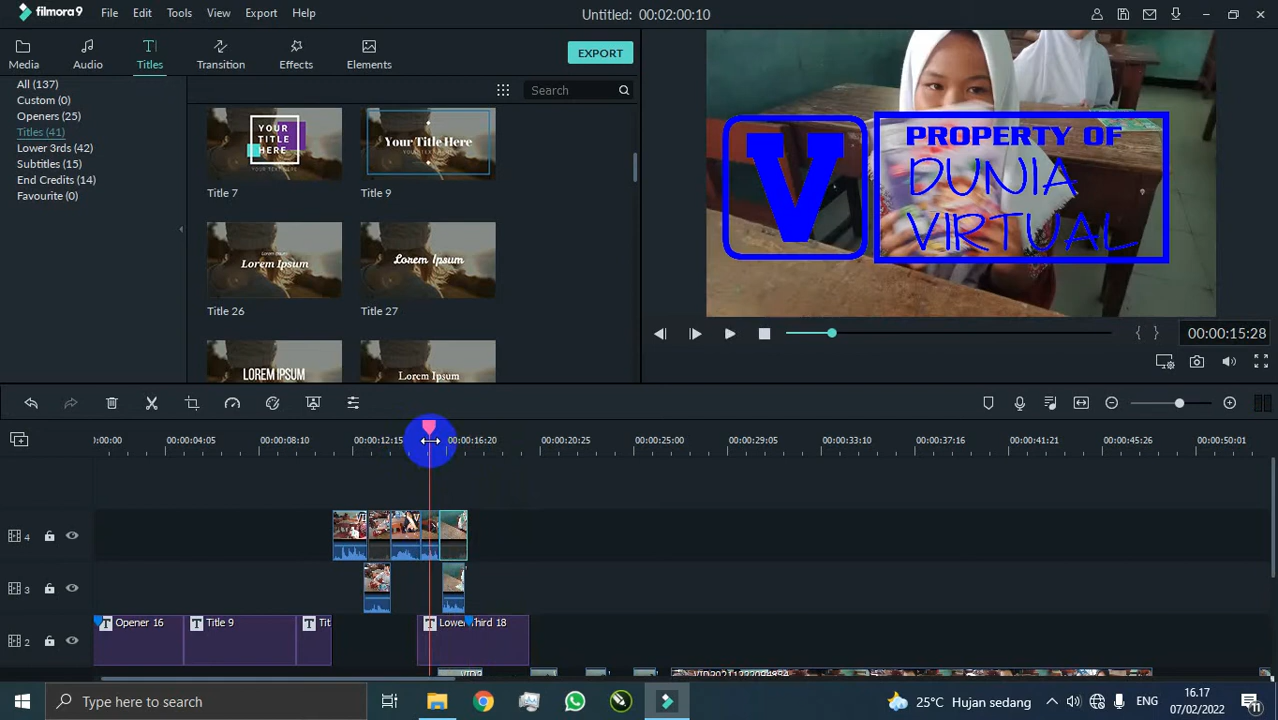 filmora9 File Edit Tools View Export Help Untitled: 00:02:00:10
Media Audio Titles Transition Effects Elements EXPORT
All (137)
Custom (0)
Openers (25)
Titles (41)
Lower 3rds (42)
Subtitles (15)
End Credits (14)
Favourite (0)
Search
YOUR
TITLE
HERE
Title 7
Your Title Here
Title 9
Lorem Ipsum
Title 26
Lorem Ipsum
Title 27
LOREM IPSUM
Lorem Ipsum
V
PROPERTY OF
DUNIA
VIRTUAL
00:00:15:28
00:00:04:05 00:00:08:10 00:00:12:15 00:00:16:20 00:00:20:25 00:00:25:00 00:00:29:05 00:00:33:10 00:00:37:16 00:00:41:21 00:00:45:26 00:00:50:01
4
3
2
T Opener 16 T Title 9 T Tit T Lower Third 18
Type here to search
25°C Hujan sedang
ENG
16.17
07/02/2022
11